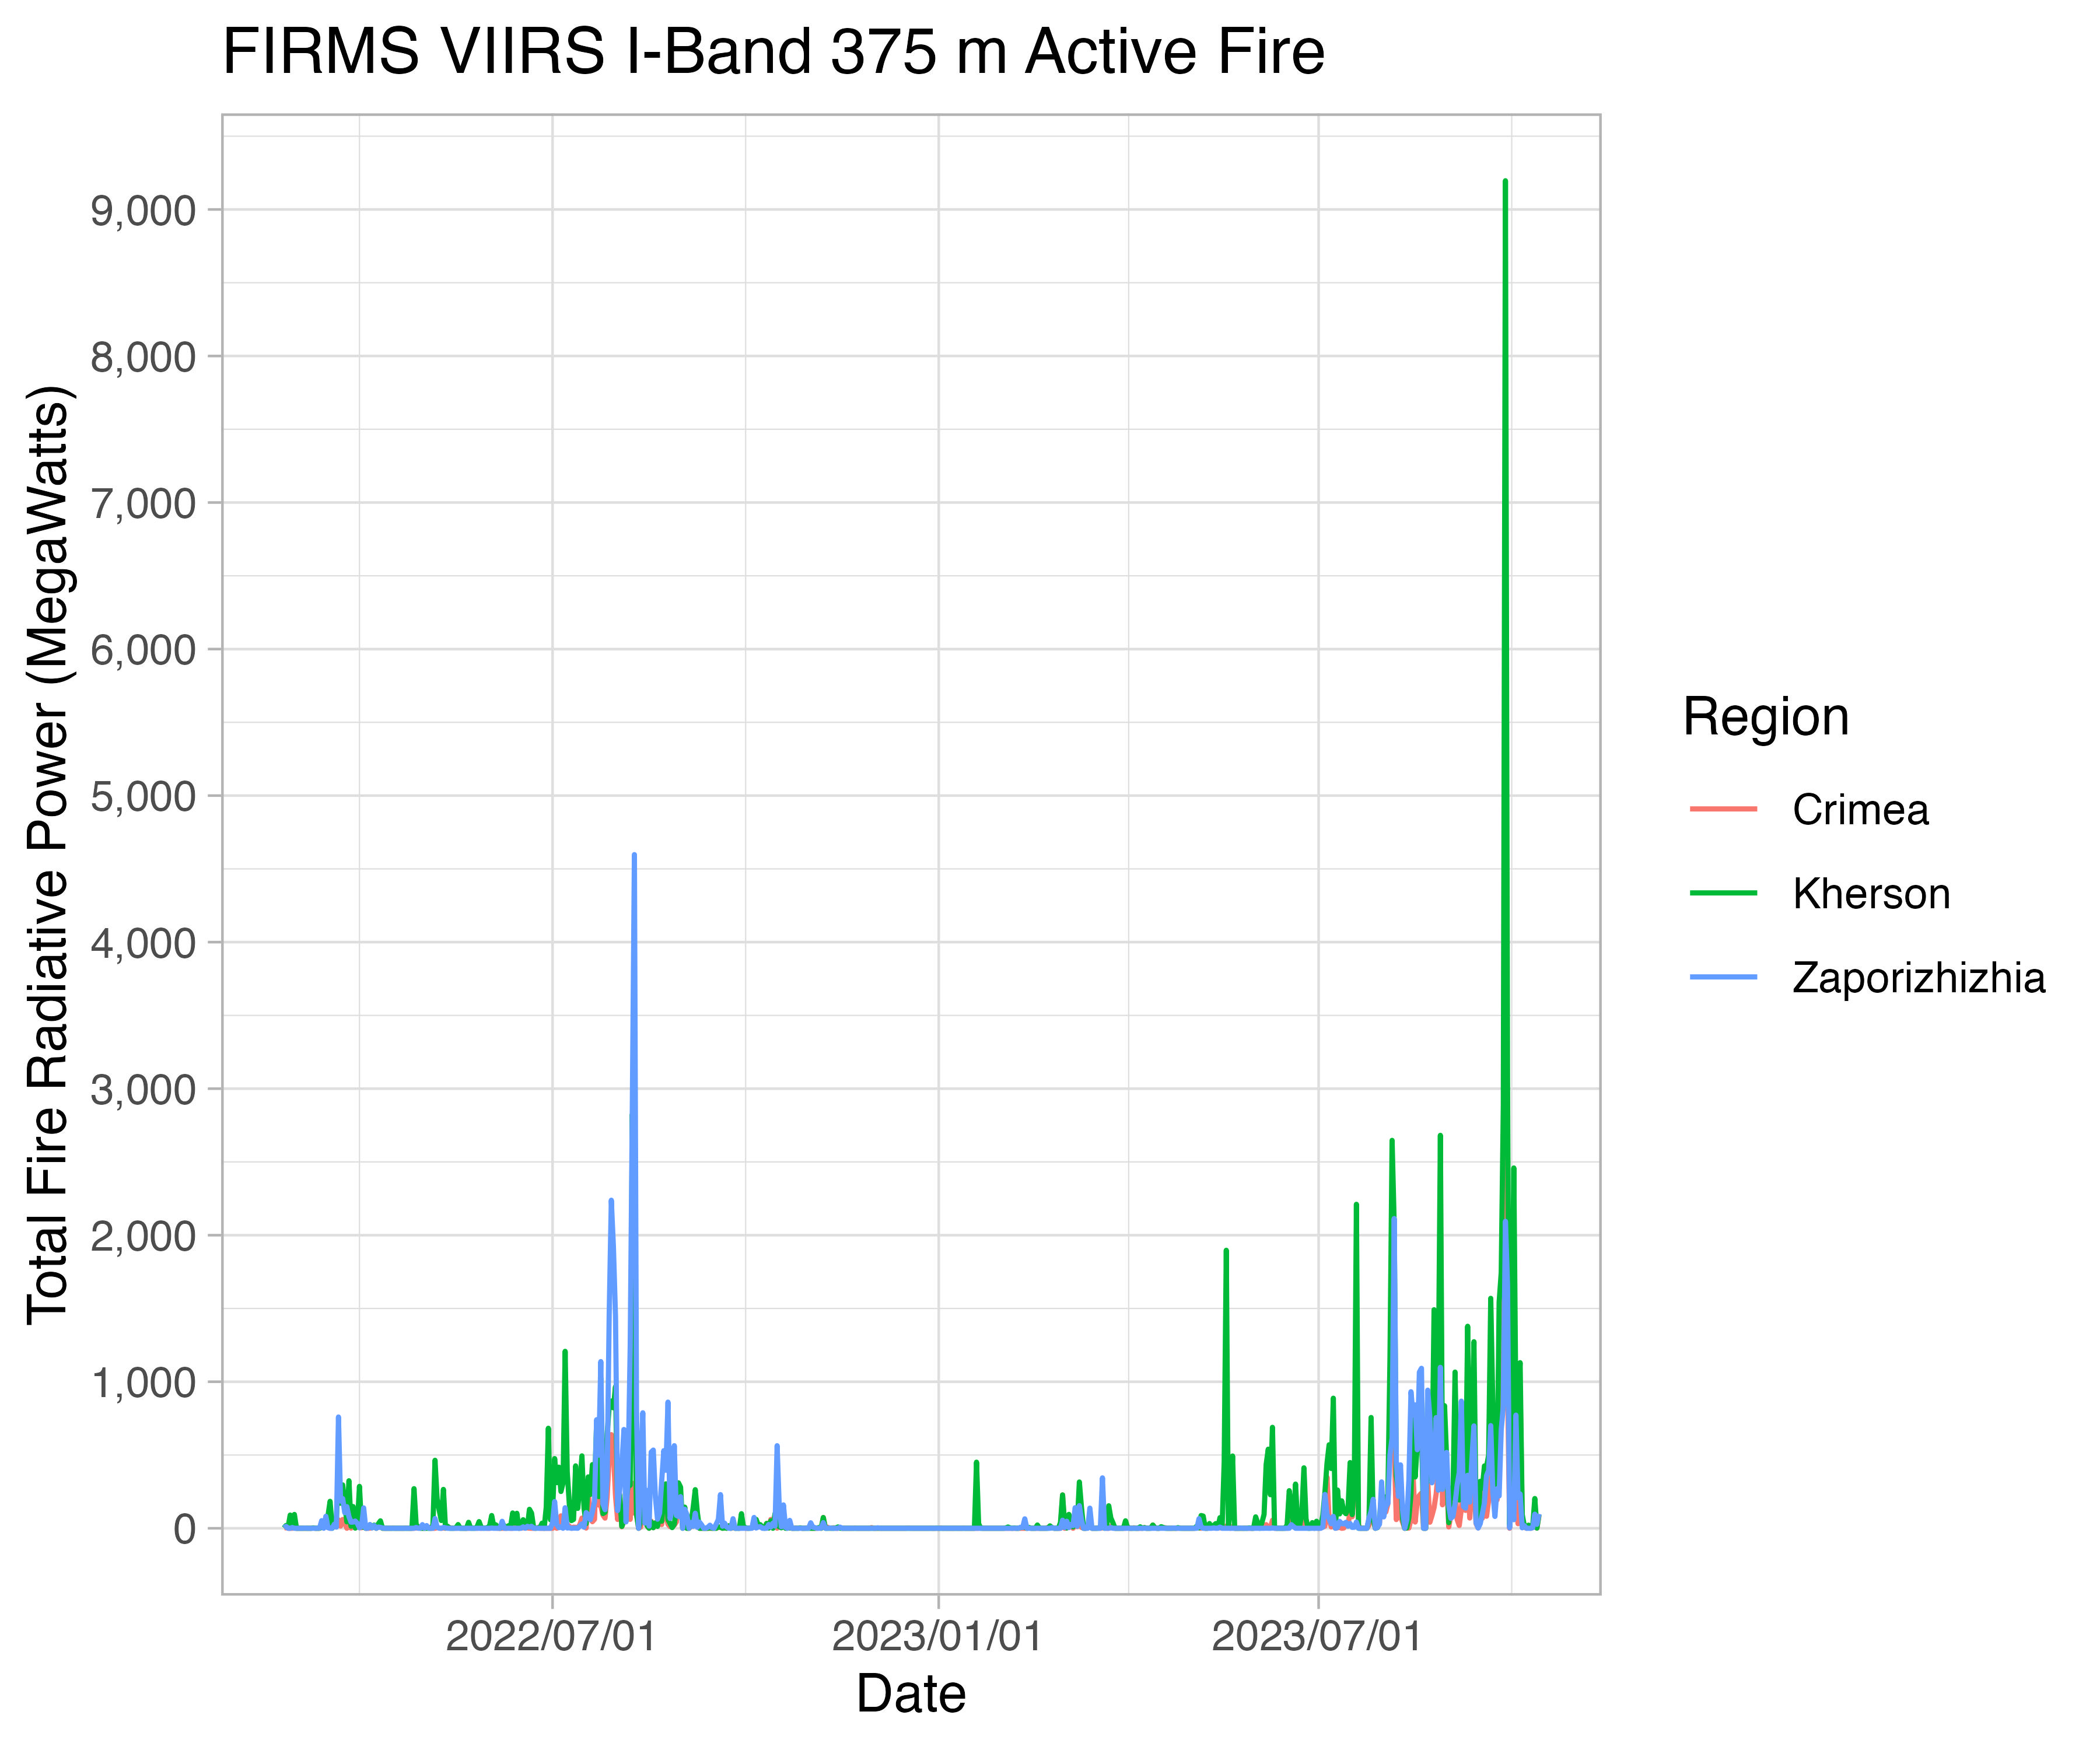 FIRMS VIIRS I-Band 375 m Active Fire
Total Fire Radiative Power (MegaWatts)
9,000
8,000
7,000
6,000
5,000
4,000
3,000
2,000
1,000
0
2022/07/01
2023/01/01
2023/07/01
Date
Region
Crimea
Kherson
Zaporizhizhia